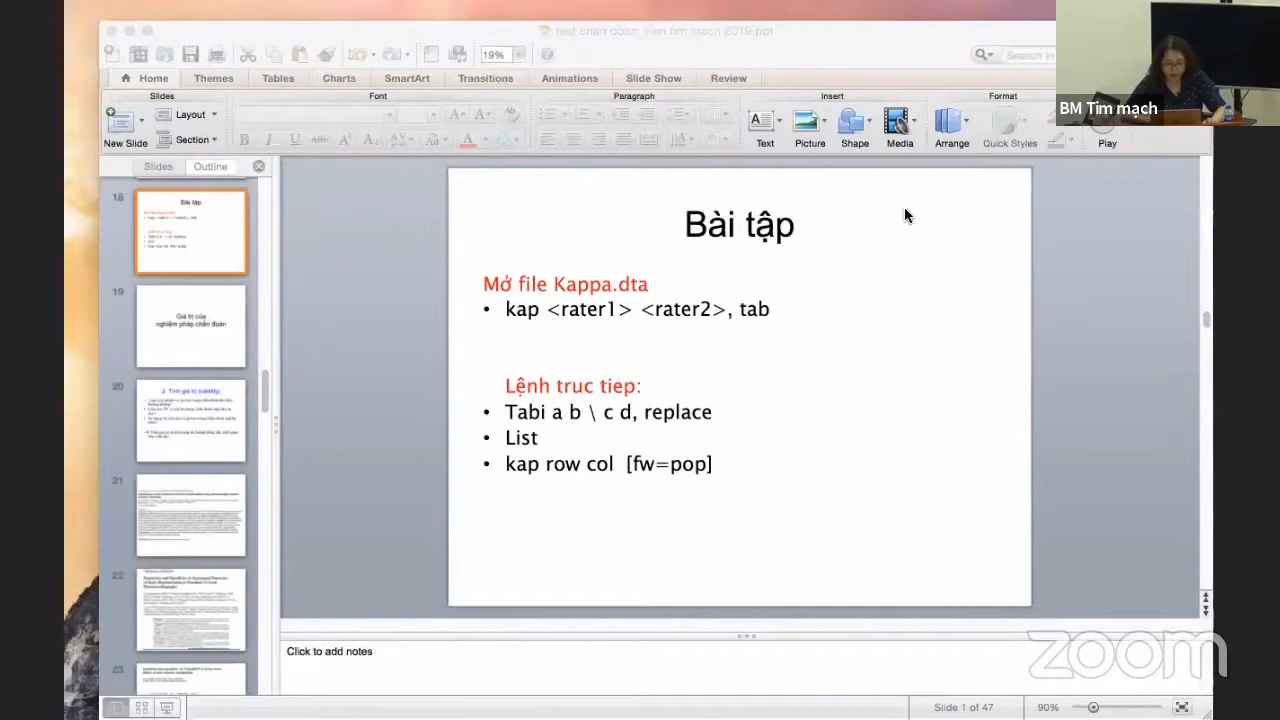 test chan doan_vien tim mach 2019.ppt
19%
Search in
Home
Themes
Tables
Charts
SmartArt
Transitions
Animations
Slide Show
Review
Slides
Font
Paragraph
Insert
Format
New Slide
Layout
Section
Text
Picture
Shape
Media
Arrange
Quick Styles
Play
BM Tim mạch
Slides
Outline
18
Bài tập
19
Giá trị của
nghiệm pháp chẩn đoán
20
2. Tính giá trị (validity)
21
22
23
Bài tập
Mở file Kappa.dta
• kap <rater1> <rater2>, tab
Lệnh truc tiep:
• Tabi a b \ c d, replace
• List
• kap row col [fw=pop]
Click to add notes
Slide 1 of 47
90%
zoom